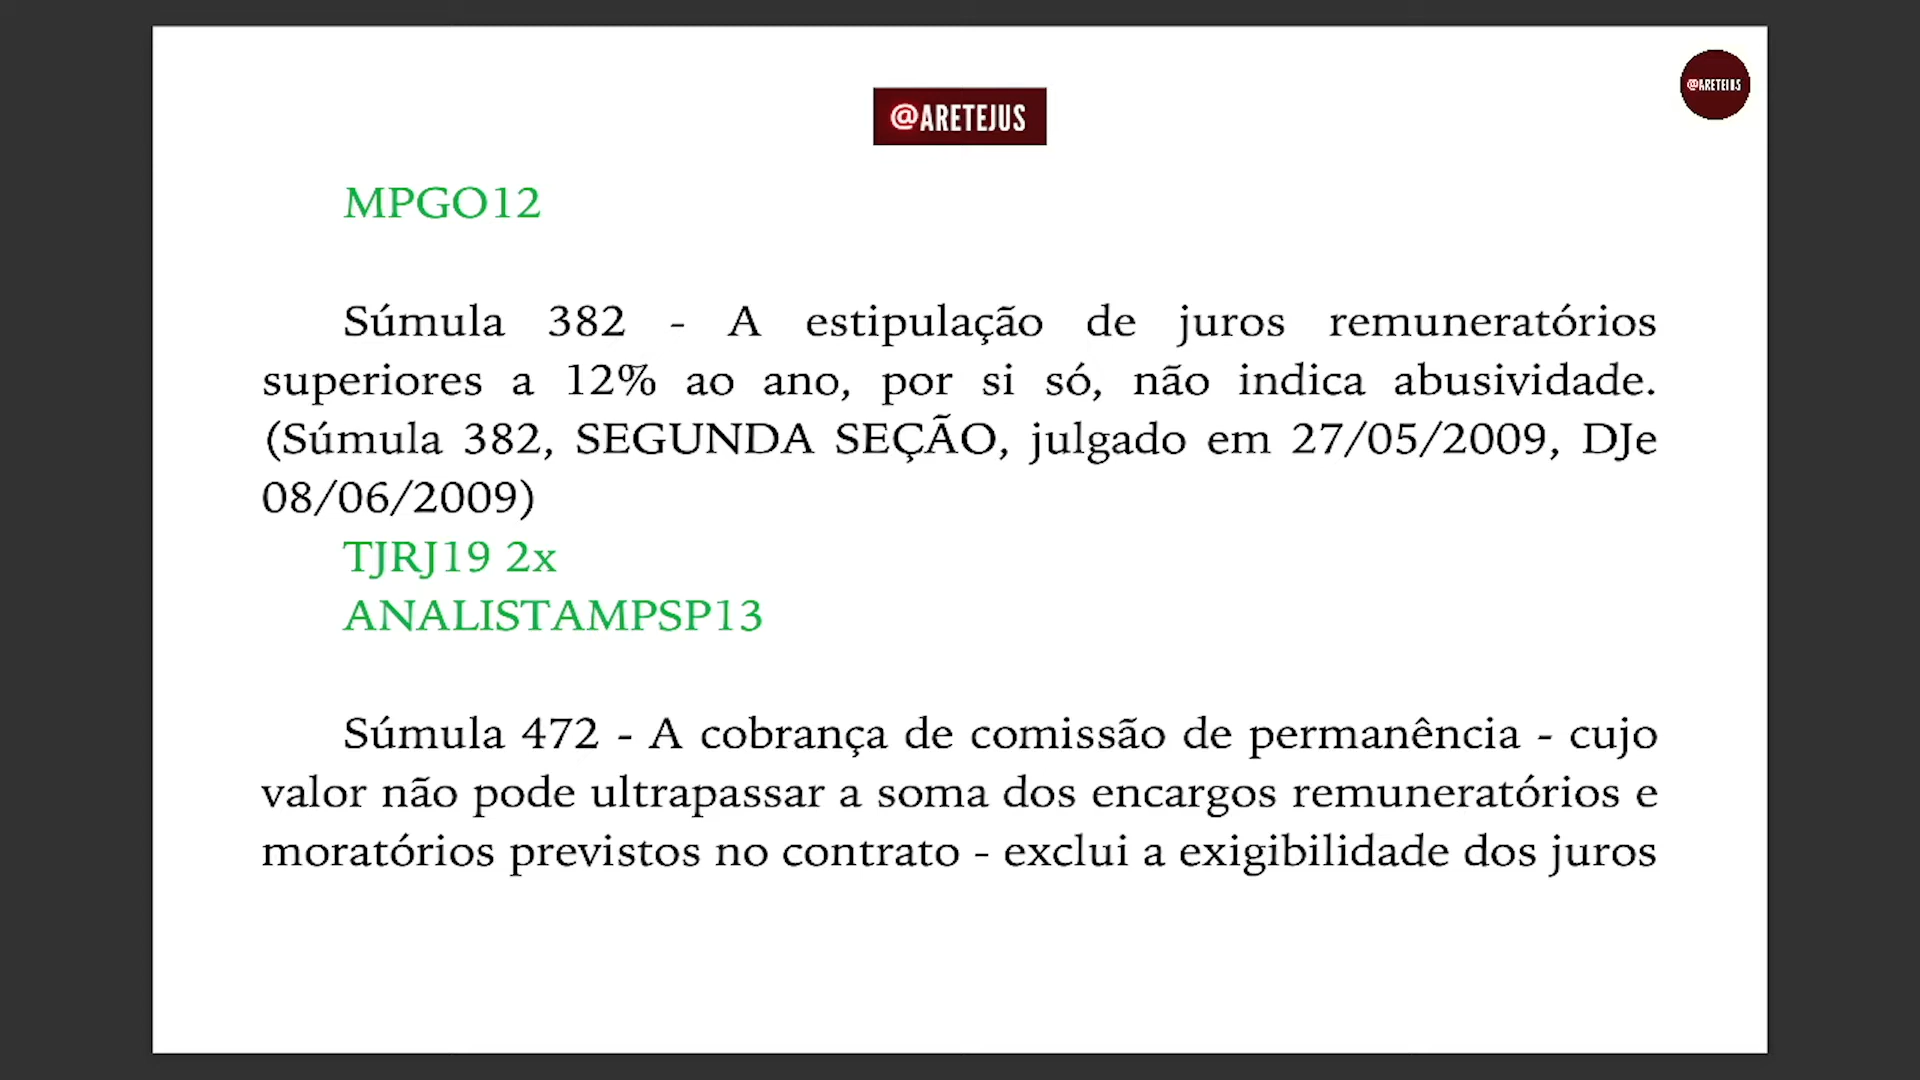 @ARETEJUS
@ARETEJUS
MPGO12
Súmula 382 - A estipulação de juros remuneratórios
superiores a 12% ao ano, por si só, não indica abusividade.
(Súmula 382, SEGUNDA SEÇÃO, julgado em 27/05/2009, DJe
08/06/2009)
TJRJ19 2x
ANALISTAMPSP13
Súmula 472 - A cobrança de comissão de permanência - cujo
valor não pode ultrapassar a soma dos encargos remuneratórios e
moratórios previstos no contrato - exclui a exigibilidade dos juros